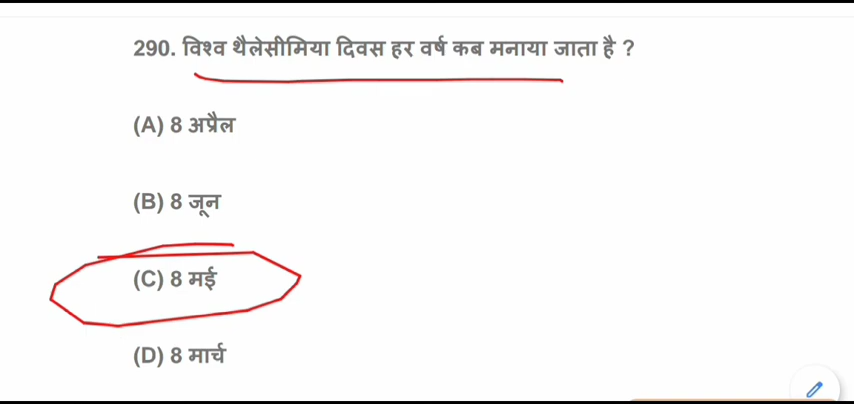 290. विश्व थैलेसीमिया दिवस हर वर्ष कब मनाया जाता है ?
(A) 8 अप्रैल
(B) 8 जून
(C) 8 मई
(D) 8 मार्च